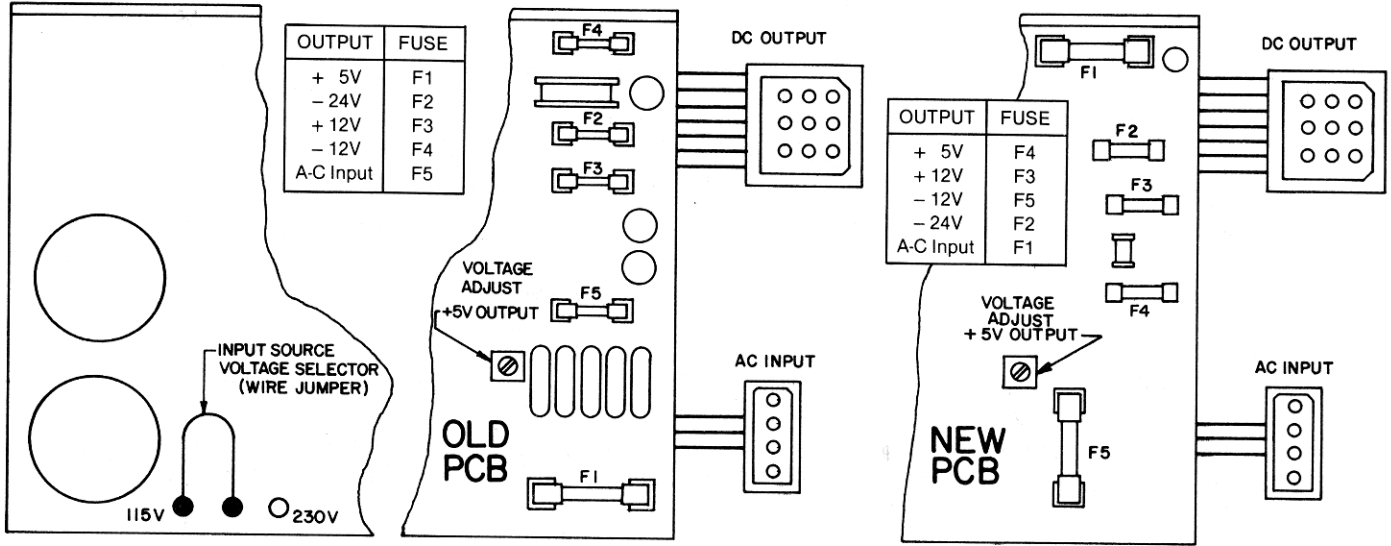 OUTPUT FUSE
+ 5V F1
– 24V F2
+ 12V F3
– 12V F4
A-C Input F5
INPUT SOURCE
VOLTAGE SELECTOR
(WIRE JUMPER)
115V
230V
F4
F2
F3
VOLTAGE
ADJUST
+5V OUTPUT
F5
OLD
PCB
F1
DC OUTPUT
AC INPUT
OUTPUT FUSE
+ 5V F4
+ 12V F3
– 12V F5
– 24V F2
A-C Input F1
F1
F2
F3
F4
VOLTAGE
ADJUST
+ 5V OUTPUT
NEW
PCB
F5
DC OUTPUT
AC INPUT